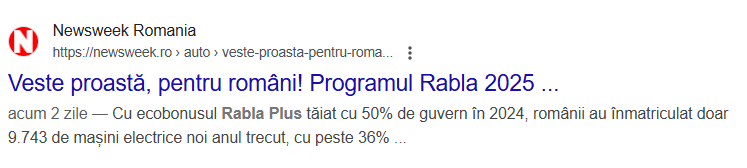 Newsweek Romania
https://newsweek.ro › auto › veste-proasta-pentru-roma...
Veste proastă, pentru români! Programul Rabla 2025 ...
acum 2 zile — Cu ecobonusul Rabla Plus tăiat cu 50% de guvern în 2024, românii au înmatriculat doar
9.743 de mașini electrice noi anul trecut, cu peste 36% ...